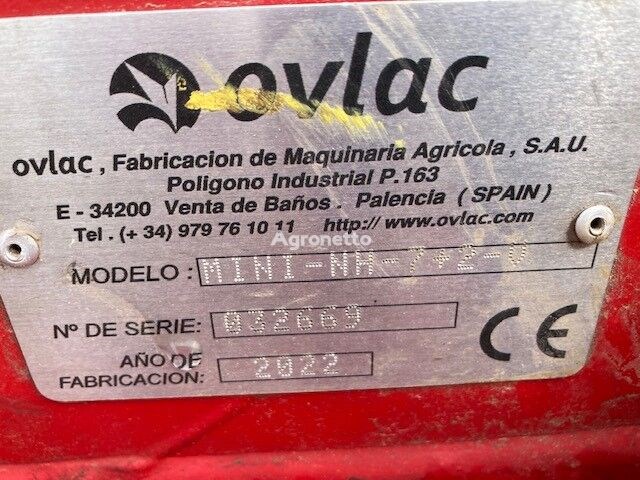 ovlac
ovlac, Fabricacion de Maquinaria Agricola, S.A.U.
Poligono Industrial P.163
E - 34200 Venta de Baños. Palencia (SPAIN)
Tel. (+ 34) 979 76 10 11 http://www.ovlac.com
Agronetto
MODELO: MINI-NH-7+2-V
Nº DE SERIE: 032669
AÑO DE
FABRICACION: 2022
CE